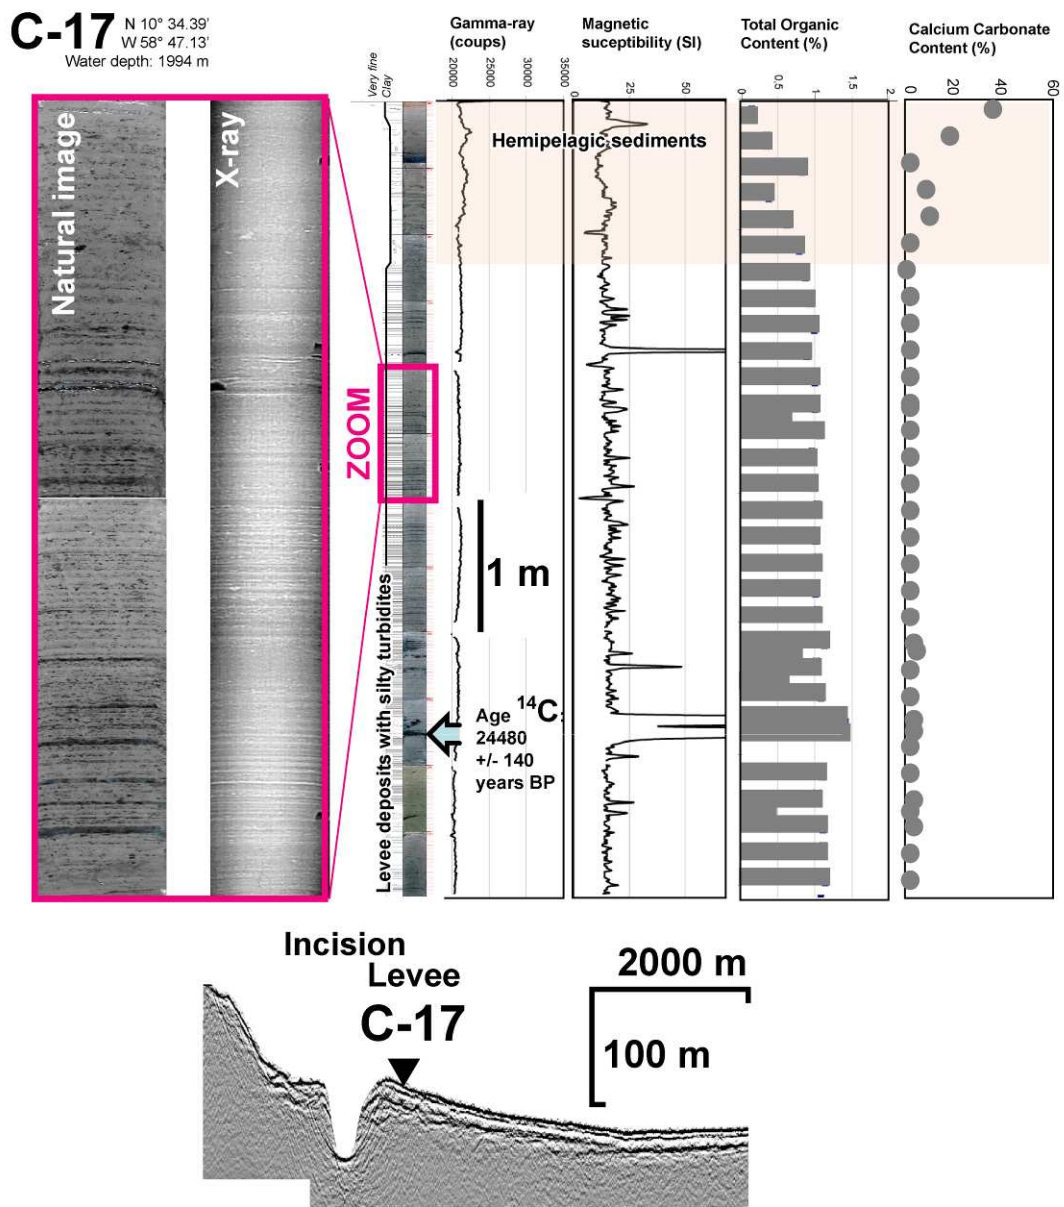 C-17
N 10° 34.39'
W 58° 47.13'
Water depth: 1994 m
Very fine
Clay
Gamma-ray
(coups)
20000
25000
30000
35000
Magnetic
suceptibility (SI)
0
25
50
Total Organic
Content (%)
0
0.5
1
1.5
2
Calcium Carbonate
Content (%)
0
20
40
60
Natural image
X-ray
Hemipelagic sediments
ZOOM
1 m
Levee deposits with silty turbidites
Age 14C:
24480
+/- 140
years BP
Incision
Levee
C-17
2000 m
100 m